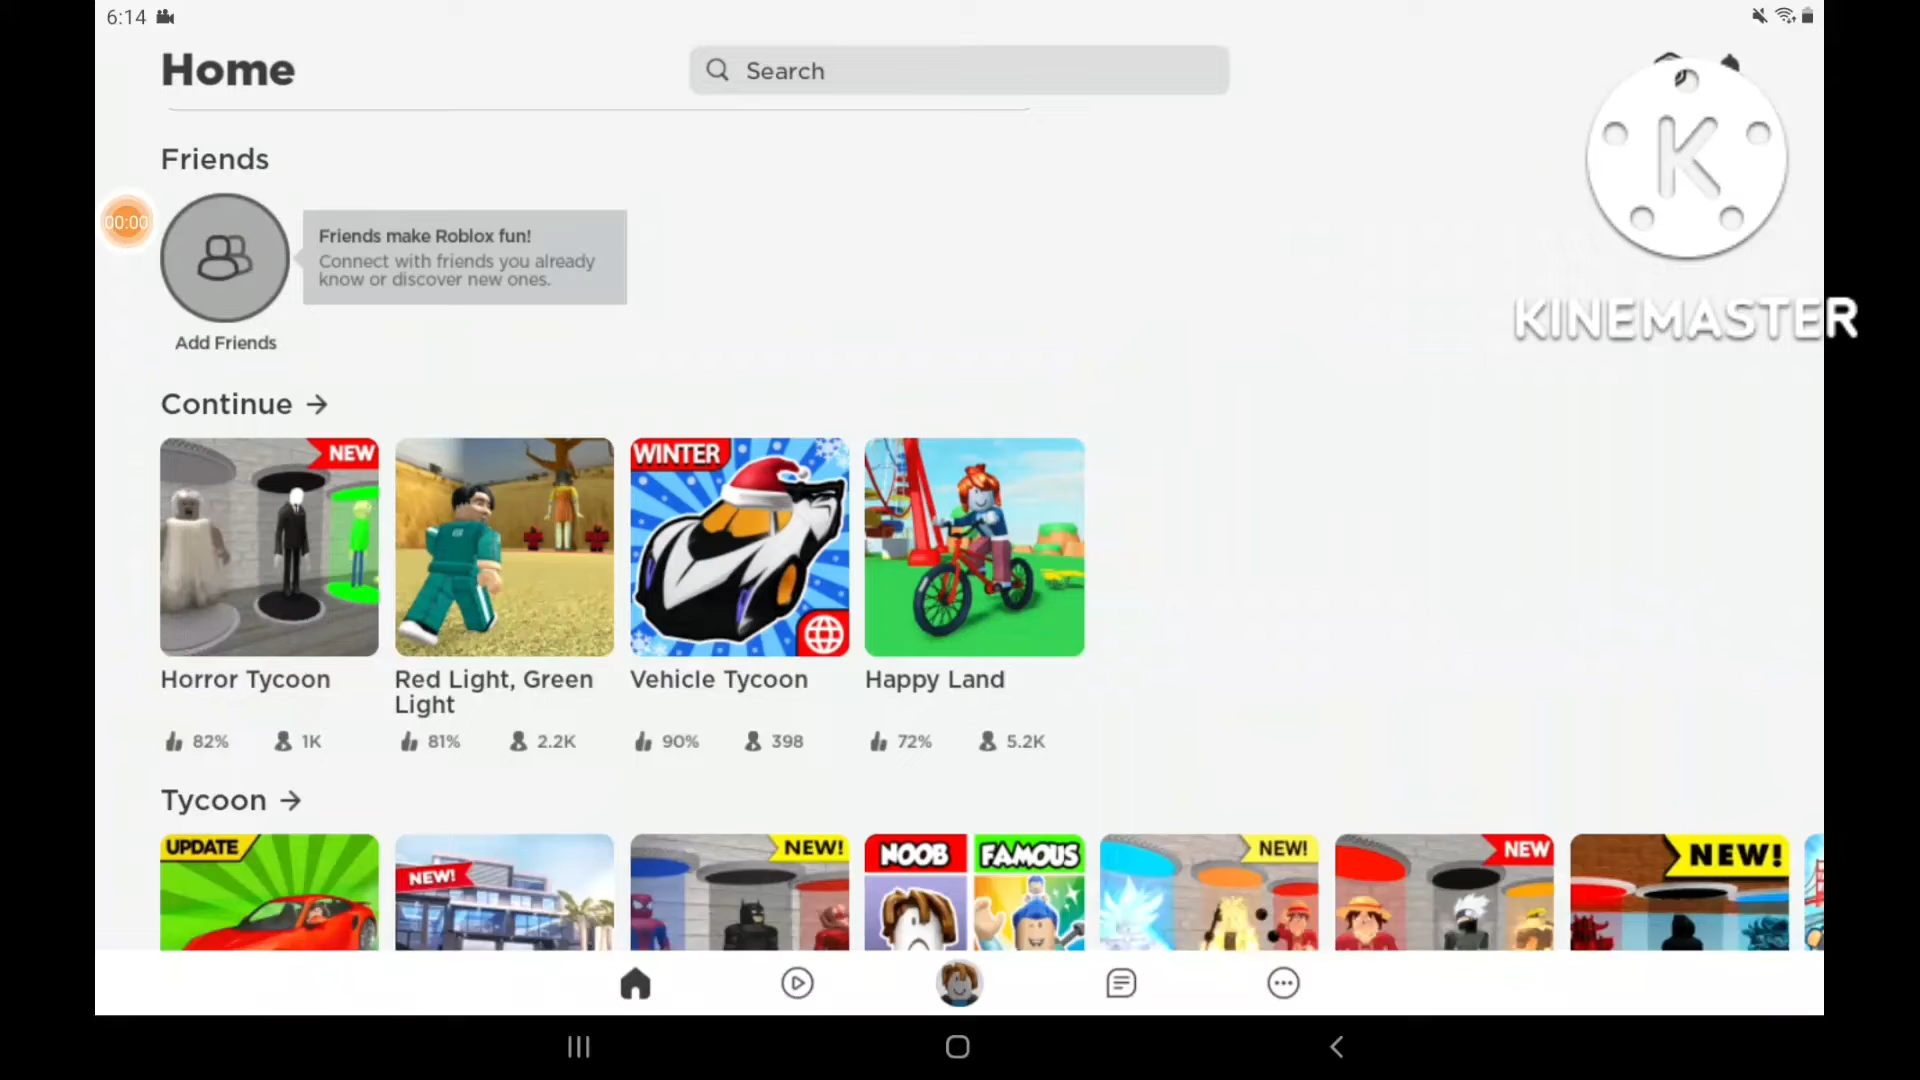 6:14
Home
Search
K
KINEMASTER
Friends
00:00
Friends make Roblox fun!
Connect with friends you already
know or discover new ones.
Add Friends
Continue →
NEW
WINTER
Horror Tycoon
Red Light, Green
Light
Vehicle Tycoon
Happy Land
82% 1K
81% 2.2K
90% 398
72% 5.2K
Tycoon →
UPDATE
NEW!
NEW!
NOOB
FAMOUS
NEW!
NEW
NEW!